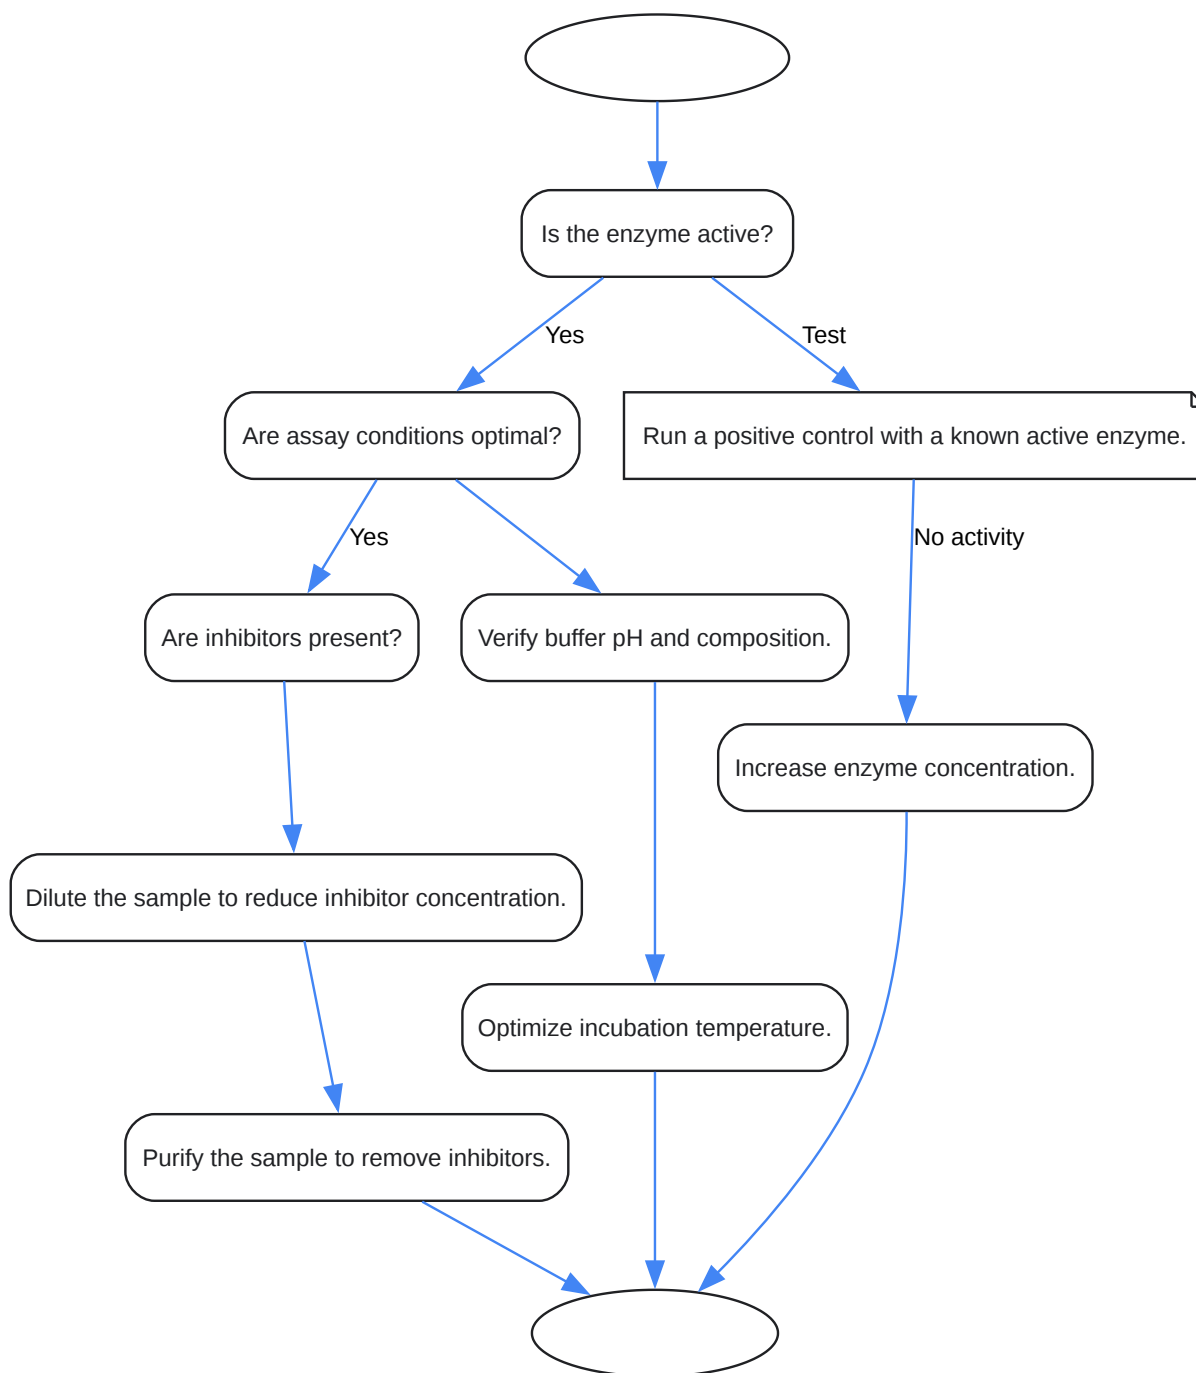 Is the enzyme active?
Yes
Test
Are assay conditions optimal?
Run a positive control with a known active enzyme.
Yes
No activity
Are inhibitors present?
Verify buffer pH and composition.
Increase enzyme concentration.
Dilute the sample to reduce inhibitor concentration.
Optimize incubation temperature.
Purify the sample to remove inhibitors.